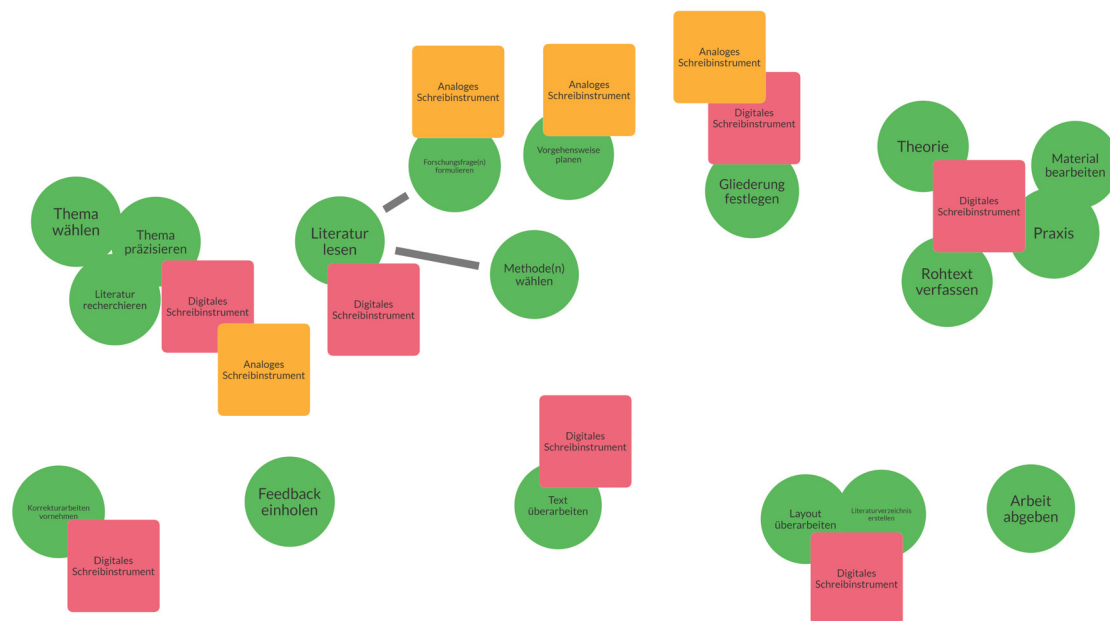 Analoges
Schreibinstrument
Analoges
Schreibinstrument
Analoges
Schreibinstrument
Digitales
Schreibinstrument
Forschungsfrage(n)
formulieren
Vorgehensweise
planen
Gliederung
festlegen
Theorie
Material
bearbeiten
Digitales
Schreibinstrument
Praxis
Rohtext
verfassen
Thema
wählen
Thema
präzisieren
Literatur
recherchieren
Digitales
Schreibinstrument
Analoges
Schreibinstrument
Literatur
lesen
Digitales
Schreibinstrument
Methode(n)
wählen
Korrekturarbeiten
vornehmen
Digitales
Schreibinstrument
Feedback
einholen
Digitales
Schreibinstrument
Text
überarbeiten
Layout
überarbeiten
Literaturverzeichnis
erstellen
Digitales
Schreibinstrument
Arbeit
abgeben